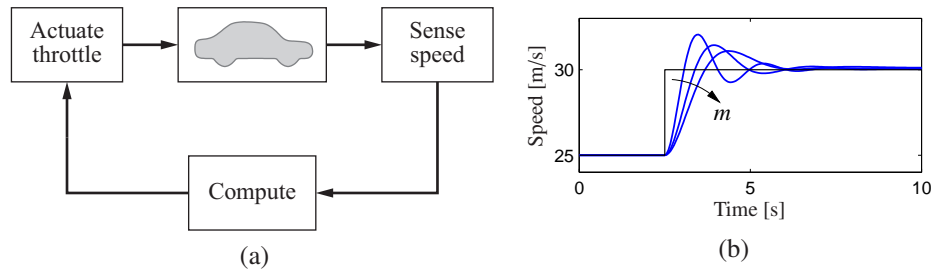 Actuate
throttle
Sense
speed
Compute
(a)
Speed [m/s]
30
25
m
0
5
10
Time [s]
(b)